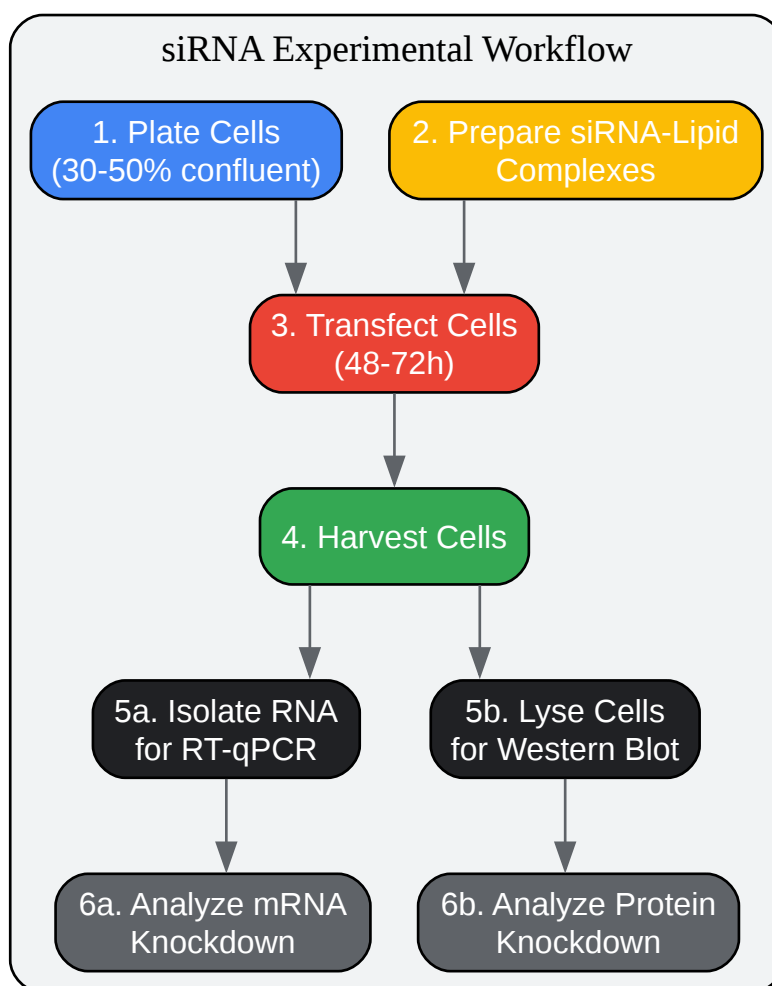 siRNA Experimental Workflow
1. Plate Cells
(30-50% confluent)
2. Prepare siRNA-Lipid
Complexes
3. Transfect Cells
(48-72h)
4. Harvest Cells
5a. Isolate RNA
for RT-qPCR
5b. Lyse Cells
for Western Blot
6a. Analyze mRNA
Knockdown
6b. Analyze Protein
Knockdown